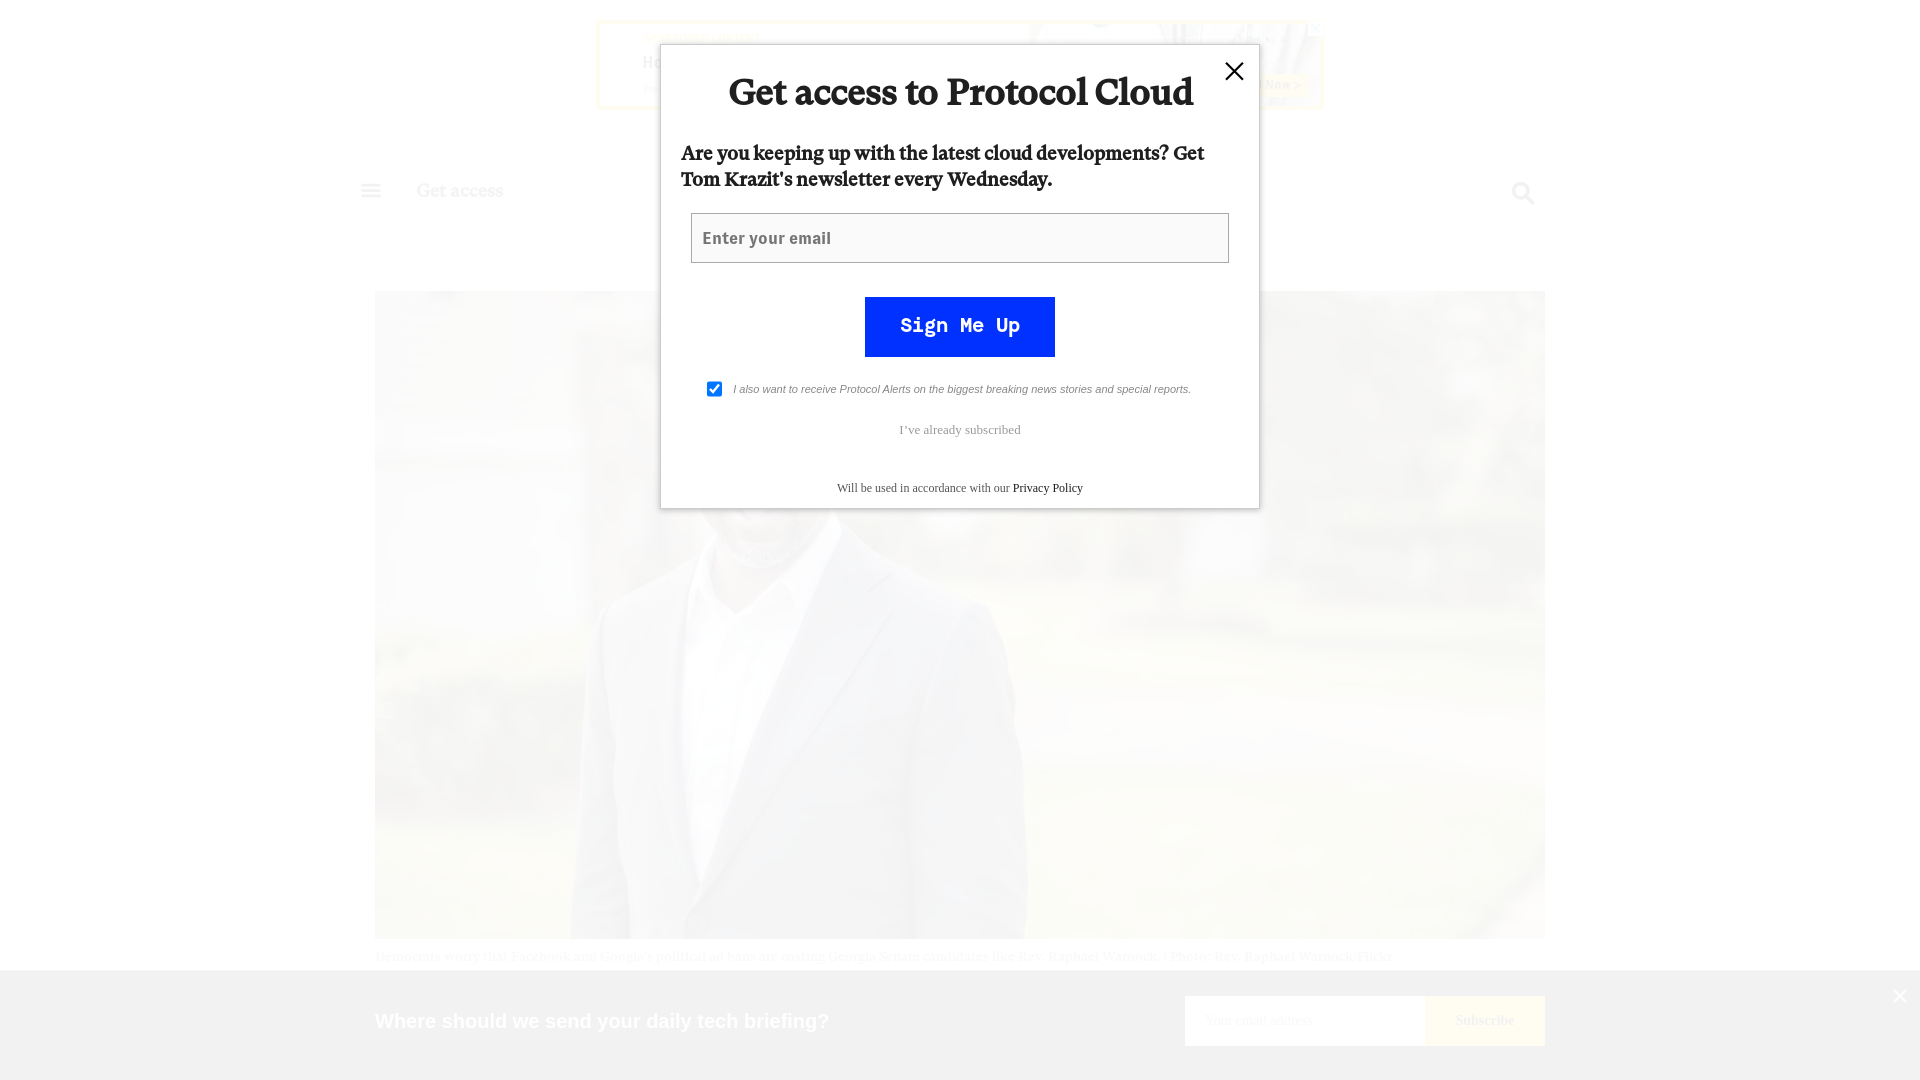 Get access to Protocol Cloud
Are you keeping up with the latest cloud developments? Get
Tom Krazit's newsletter every Wednesday.
Enter your email
Sign Me Up
I also want to receive Protocol Alerts on the biggest breaking news stories and special reports.
I've already subscribed
Will be used in accordance with our Privacy Policy
Now >
Get access
Democrats worry that Facebook and Google's political ad bans are costing Georgia Senate candidates like Rev. Raphael Warnock. | Photo: Rev. Raphael Warnock/Flickr
Where should we send your daily tech briefing?
Your email address
Subscribe